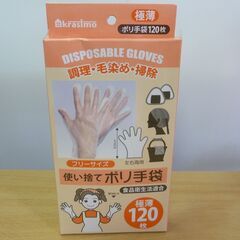 krasimo
極薄
ポリ手袋120枚
DISPOSABLE GLOVES
調理・毛染め・掃除
左右兼用
フリーサイズ
使い捨てポリ手袋
食品衛生法適合
極薄
120枚